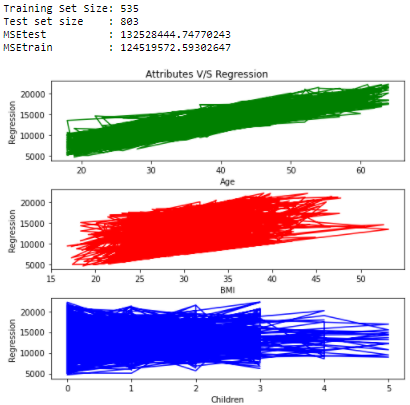 Training Set Size: 535
Test set size : 803
MSEtest : 132528444.74770243
MSEtrain : 124519572.59302647
Attributes V/S Regression
Regression
20000
15000
10000
5000
20 30 40 50 60
Age
Regression
20000
15000
10000
5000
15 20 25 30 35 40 45 50
BMI
Regression
20000
15000
10000
5000
0 1 2 3 4 5
Children